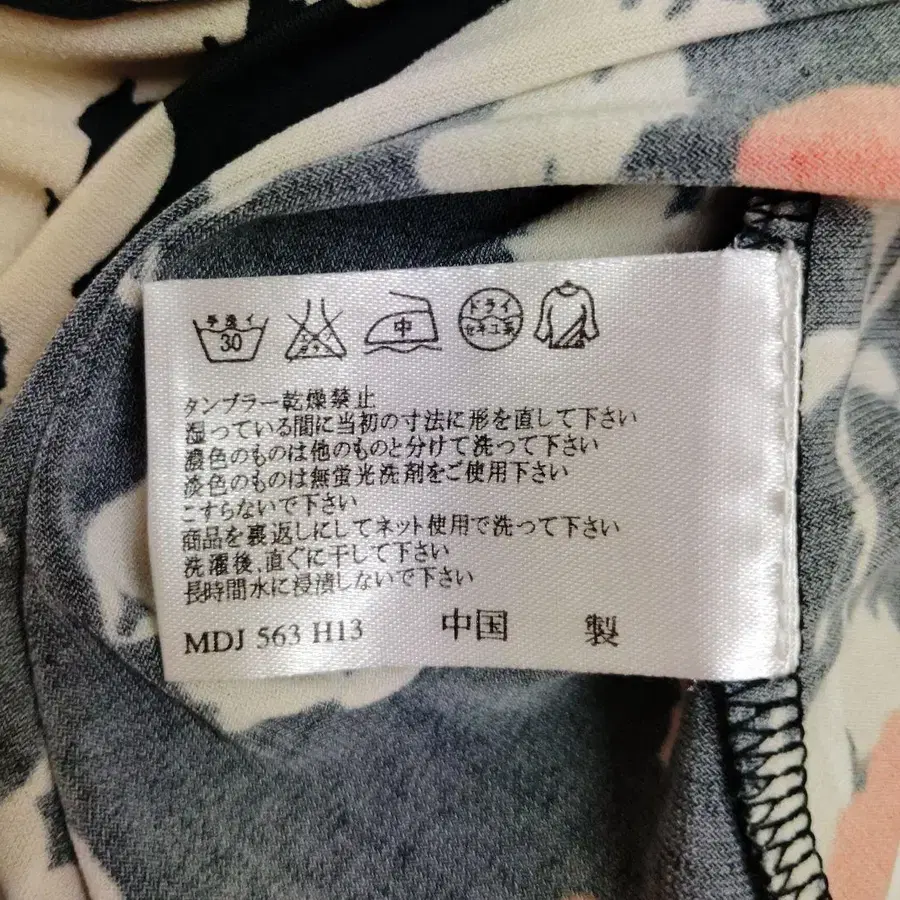 手洗イ 30 エンソサラシ 中 ドライ セキユ系
タンブラー乾燥禁止
湿っている間に当初の寸法に形を直して下さい
濃色のものは他のものと分けて洗って下さい
淡色のものは無蛍光洗剤をご使用下さい
こすらないで下さい
商品を裏返しにしてネット使用で洗って下さい
洗濯後,直ぐに干して下さい
長時間水に浸漬しないで下さい
MDJ 563 H13 中国 製